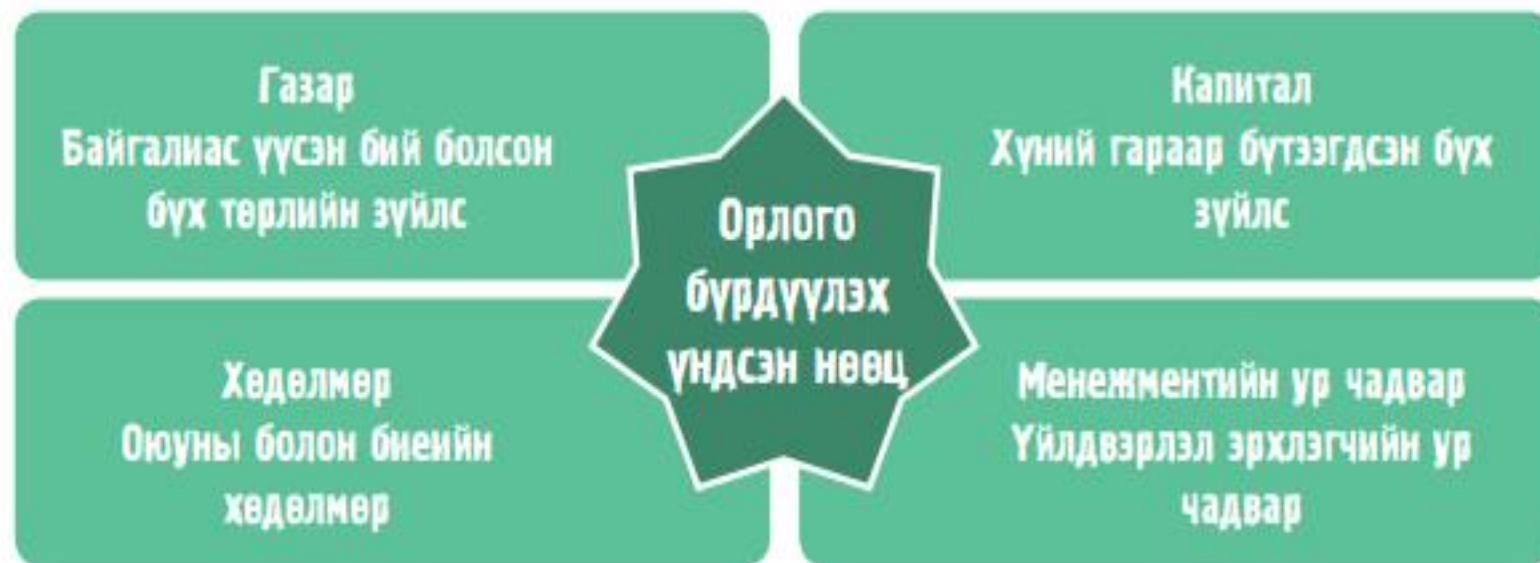 Газар
Байгалиас үүсэн бий болсон
бүх төрлийн зүйлс
Капитал
Хүний гараар бүтээгдсэн бүх
зүйлс
Орлого
бүрдүүлэх
үндсэн нөөц
Хөдөлмөр
Оюуны болон биеийн
хөдөлмөр
Менежментийн ур чадвар
Үйлдвэрлэл эрхлэгчийн ур
чадвар